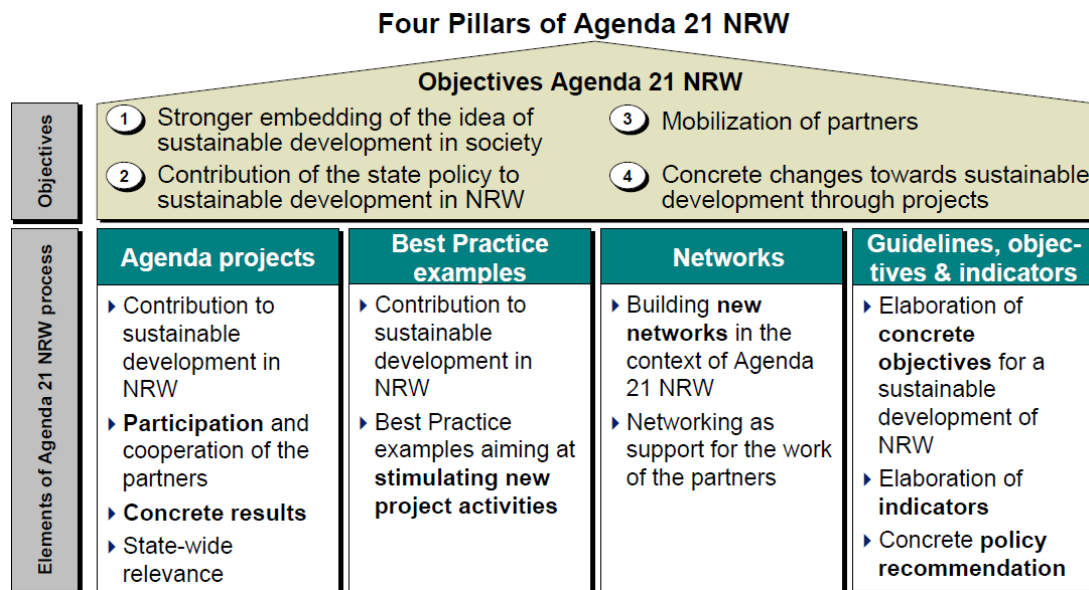 Four Pillars of Agenda 21 NRW
Objectives Agenda 21 NRW
Objectives
1 Stronger embedding of the idea of
sustainable development in society
2 Contribution of the state policy to
sustainable development in NRW
3 Mobilization of partners
4 Concrete changes towards sustainable
development through projects
Elements of Agenda 21 NRW process
Agenda projects
Contribution to
sustainable
development in
NRW
Participation and
cooperation of the
partners
Concrete results
State-wide
relevance
Best Practice
examples
Contribution to
sustainable
development in
NRW
Best Practice
examples aiming at
stimulating new
project activities
Networks
Building new
networks in the
context of Agenda
21 NRW
Networking as
support for the work
of the partners
Guidelines, objec-
tives & indicators
Elaboration of
concrete
objectives for a
sustainable
development of
NRW
Elaboration of
indicators
Concrete policy
recommendation